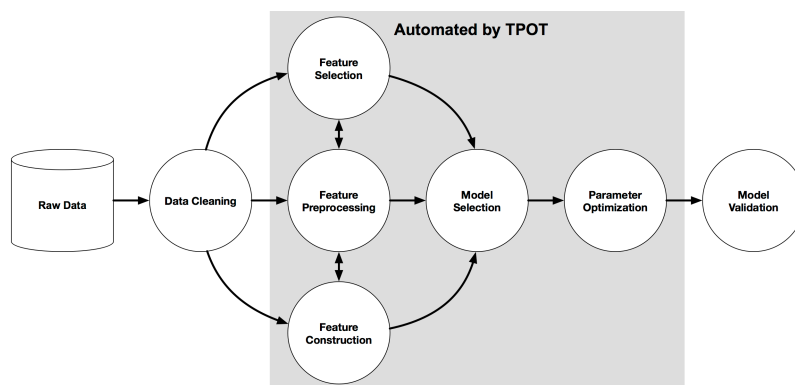 Automated by TPOT
Feature
Selection
Raw Data
Data Cleaning
Feature
Preprocessing
Model
Selection
Parameter
Optimization
Model
Validation
Feature
Construction